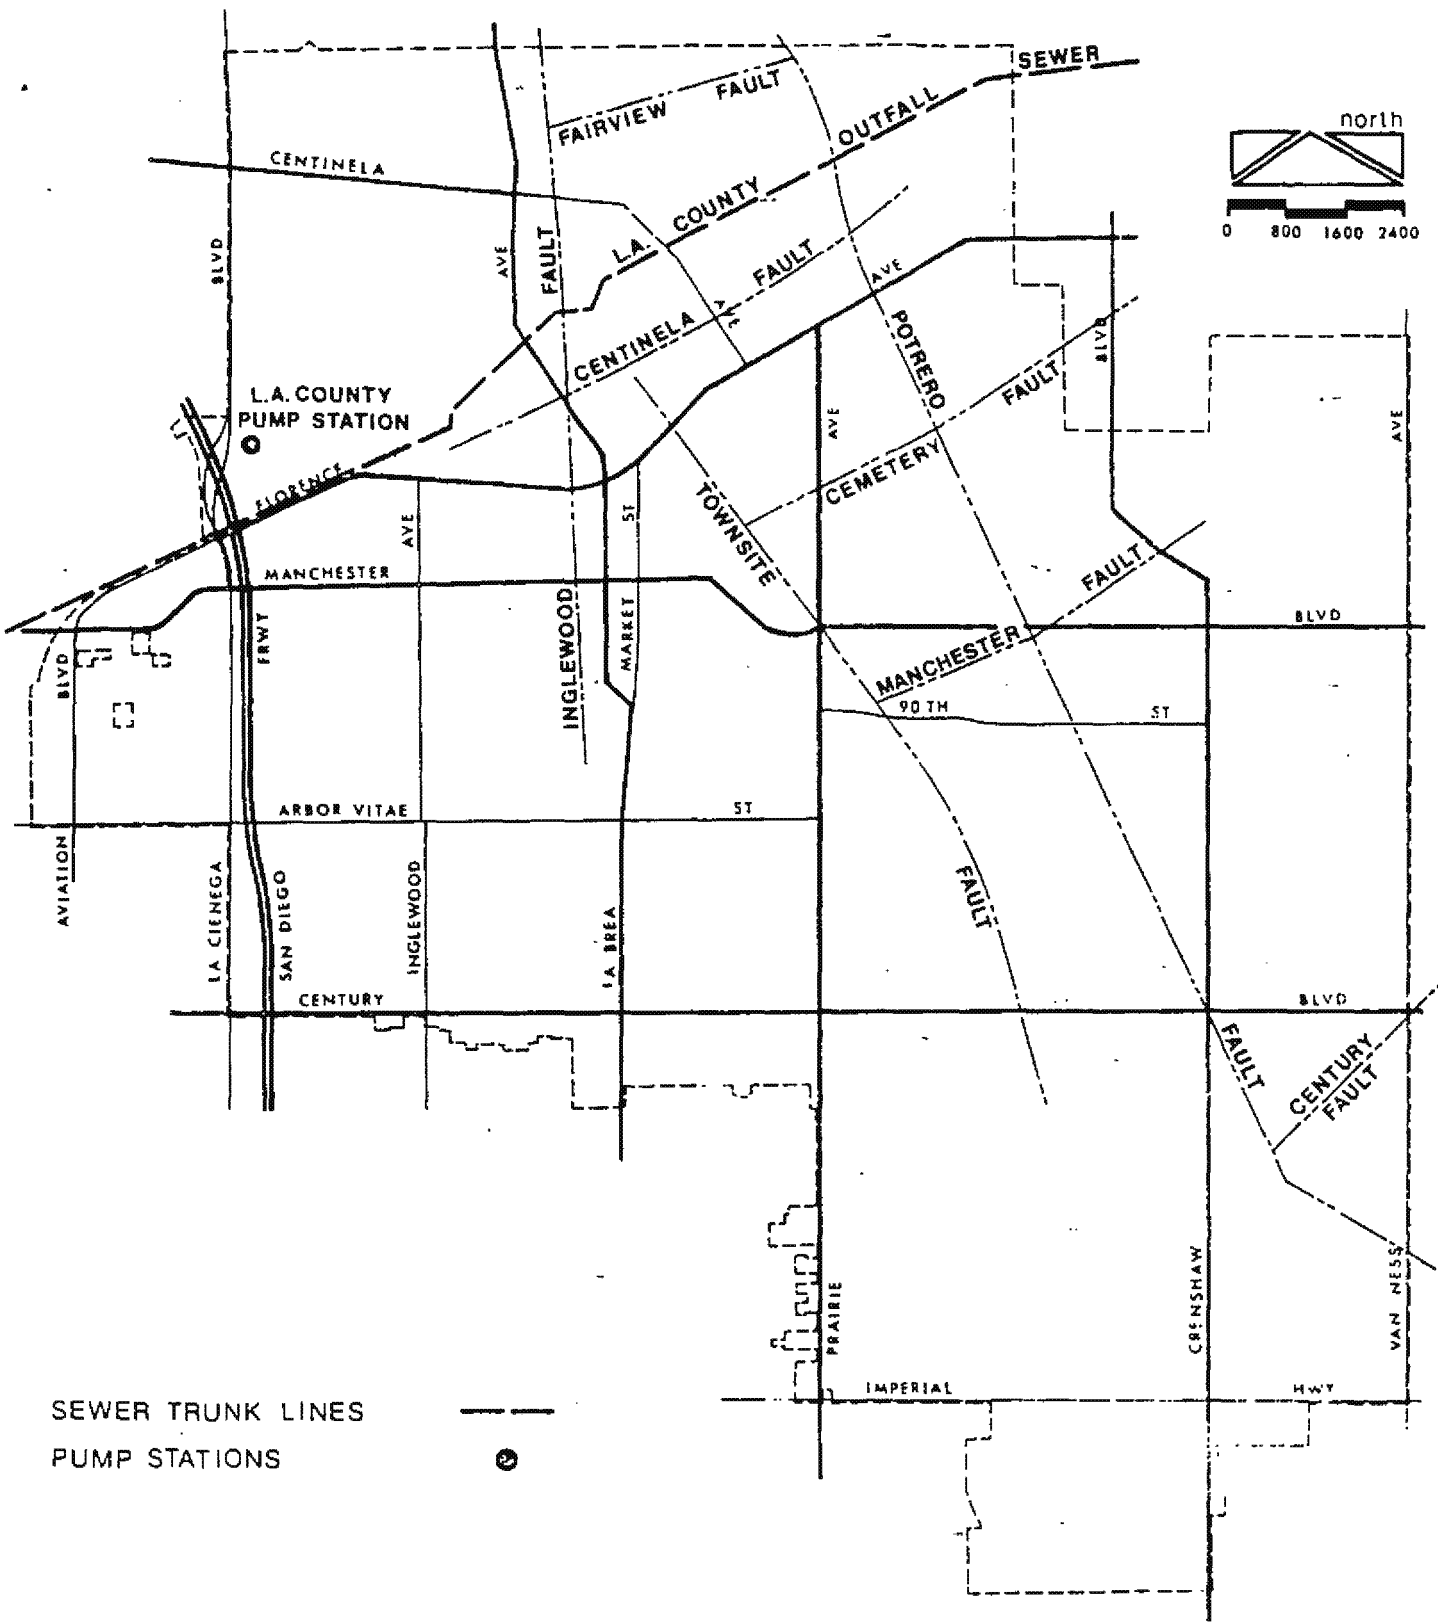 SEWER
FAULT
FAIRVIEW
OUTFALL
north
0 800 1600 2400
CENTINELA
COUNTY
L.A.
BLVD
AVE
FAULT
FAULT
AVE
AVE
CENTINELA
POTRERO
BLVD
FAULT
L.A. COUNTY
PUMP STATION
AVE
AVE
CEMETERY
FLORENCE
TOWNSITE
AVE
ST
FAULT
MANCHESTER
BLVD
FRWY
INGLEWOOD
MARKET
MANCHESTER
BLVD
90 TH ST
ARBOR VITAE ST
AVIATION
LA CIENEGA
SAN DIEGO
INGLEWOOD
LA BREA
FAULT
CENTURY BLVD
FAULT
CENTURY
FAULT
PRAIRIE
CRENSHAW
VAN NESS
IMPERIAL HWY
SEWER TRUNK LINES
PUMP STATIONS